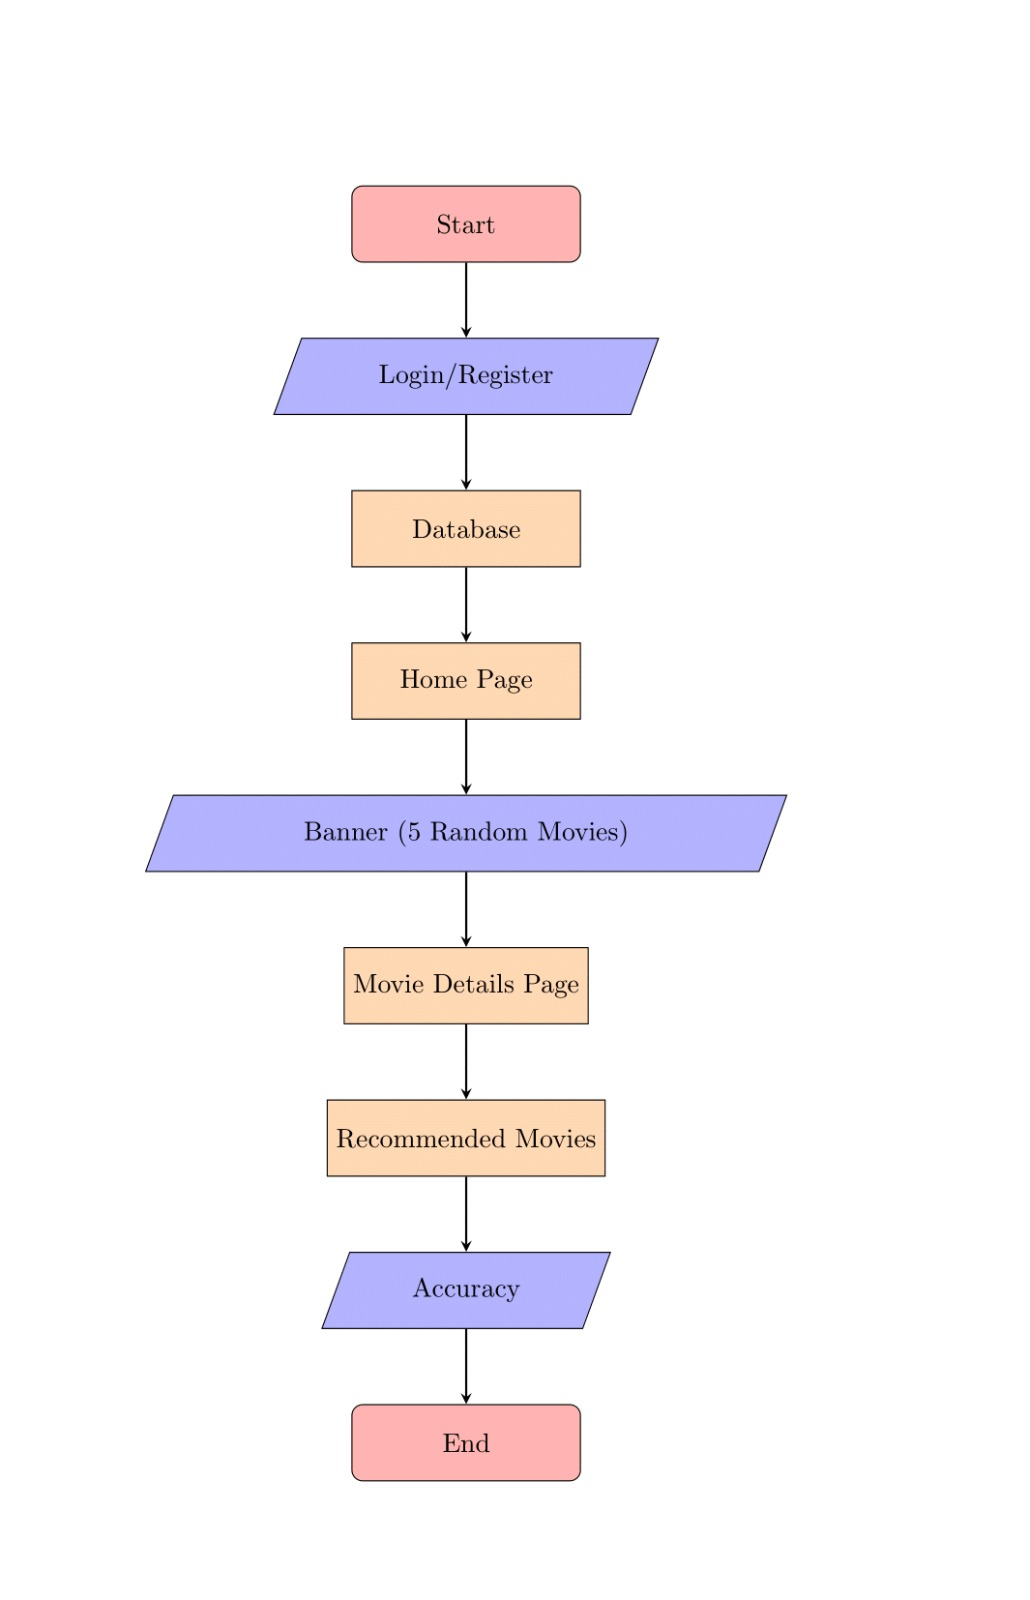 Start
Login/Register
Database
Home Page
Banner (5 Random Movies)
Movie Details Page
Recommended Movies
Accuracy
End